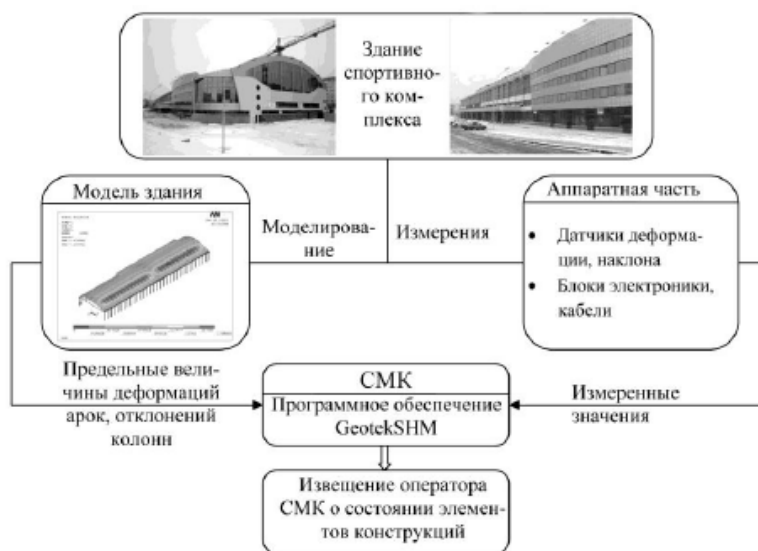 Здание
спортивно-
го ком-
плекса
Модель здания
Моделирова-
ние
Измерения
Аппаратная часть
• Датчики деформа-
ции, наклона
• Блоки электроники,
кабели
Предельные вели-
чины деформаций
арок, отклонений
колонн
СМК
Программное обеспечение
GeotekSHM
Измеренные
значения
Извещение оператора
СМК о состоянии элемен-
тов конструкций